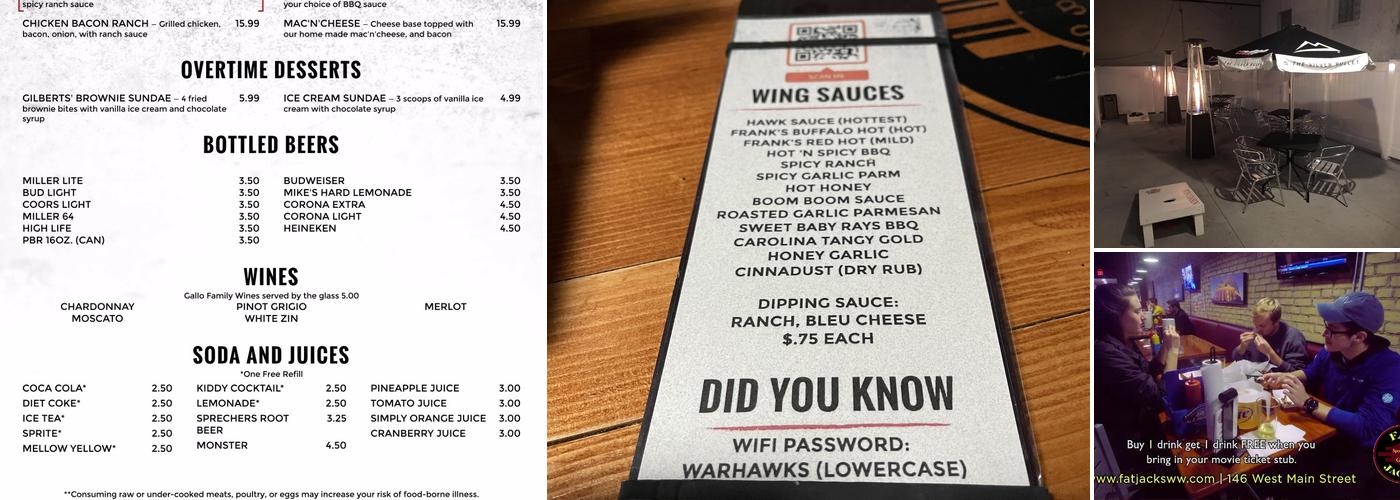 spicy ranch sauce
your choice of BBQ sauce
CHICKEN BACON RANCH – Grilled chicken, 15.99
bacon, onion, with ranch sauce
MAC'N'CHEESE – Cheese base topped with 15.99
our home made mac'n'cheese, and bacon
OVERTIME DESSERTS
GILBERTS' BROWNIE SUNDAE – 4 fried 5.99
brownie bites with vanilla ice cream and chocolate
syrup
ICE CREAM SUNDAE – 3 scoops of vanilla ice 4.99
cream with chocolate syrup
BOTTLED BEERS
MILLER LITE 3.50
BUD LIGHT 3.50
COORS LIGHT 3.50
MILLER 64 3.50
HIGH LIFE 3.50
PBR 16OZ. (CAN) 3.50
BUDWEISER 3.50
MIKE'S HARD LEMONADE 3.50
CORONA EXTRA 4.50
CORONA LIGHT 4.50
HEINEKEN 4.50
WINES
Gallo Family Wines served by the glass 5.00
CHARDONNAY PINOT GRIGIO MERLOT
MOSCATO WHITE ZIN
SODA AND JUICES
*One Free Refill
COCA COLA* 2.50
DIET COKE* 2.50
ICE TEA* 2.50
SPRITE* 2.50
MELLOW YELLOW* 2.50
KIDDY COCKTAIL* 2.50
LEMONADE* 2.50
SPRECHERS ROOT 3.25
BEER
MONSTER 4.50
PINEAPPLE JUICE 3.00
TOMATO JUICE 3.00
SIMPLY ORANGE JUICE 3.00
CRANBERRY JUICE 3.00
**Consuming raw or under-cooked meats, poultry, or eggs may increase your risk of food-borne illness.
SCAN ME
WING SAUCES
HAWK SAUCE (HOTTEST)
FRANK'S BUFFALO HOT (HOT)
FRANK'S RED HOT (MILD)
HOT 'N SPICY BBQ
SPICY RANCH
SPICY GARLIC PARM
HOT HONEY
BOOM BOOM SAUCE
ROASTED GARLIC PARMESAN
SWEET BABY RAYS BBQ
CAROLINA TANGY GOLD
HONEY GARLIC
CINNADUST (DRY RUB)
DIPPING SAUCE:
RANCH, BLEU CHEESE
$.75 EACH
DID YOU KNOW
WIFI PASSWORD:
WARHAWKS (LOWERCASE)
THE SILVER BULLET
Buy 1 drink get 1 drink FREE when you
bring in your movie ticket stub.
www.fatjacksww.com | 146 West Main Street